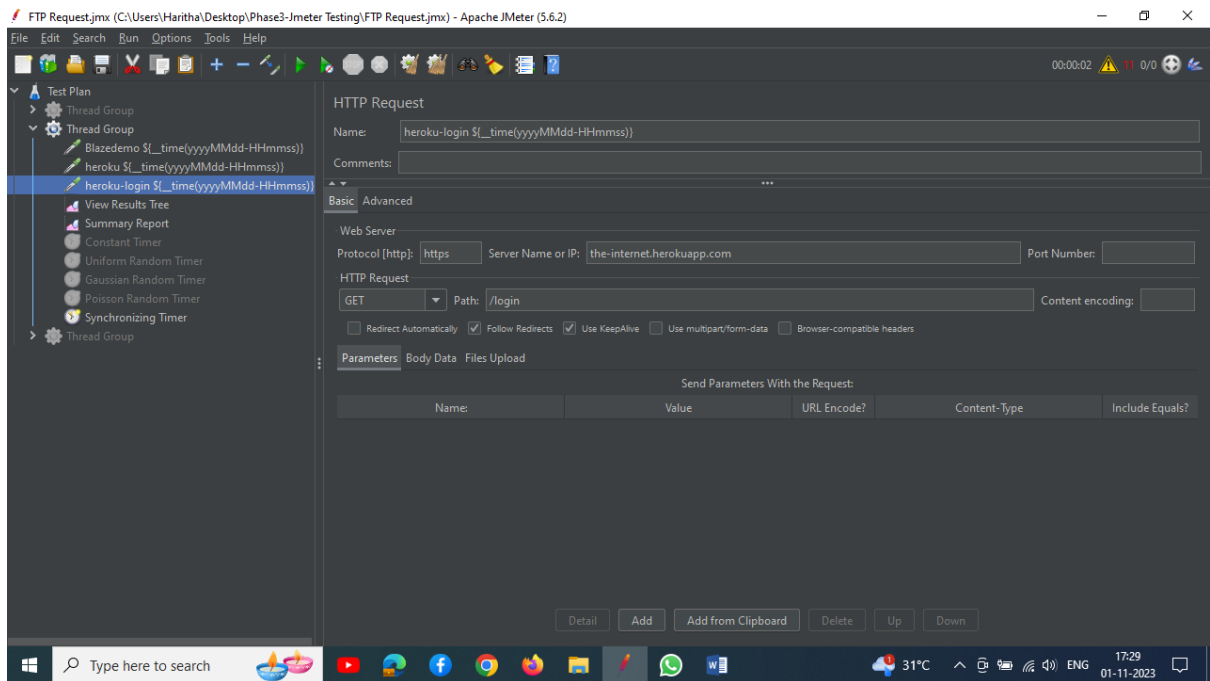 FTP Request.jmx (C:\Users\Haritha\Desktop\Phase3-Jmeter Testing\FTP Request.jmx) - Apache JMeter (5.6.2)
File Edit Search Run Options Tools Help
00:00:02 11 0/0
Test Plan
Thread Group
Thread Group
Blazedemo ${__time(yyyyMMdd-HHmmss)}
heroku ${__time(yyyyMMdd-HHmmss)}
heroku-login ${__time(yyyyMMdd-HHmmss)}
View Results Tree
Summary Report
Constant Timer
Uniform Random Timer
Gaussian Random Timer
Poisson Random Timer
Synchronizing Timer
Thread Group
HTTP Request
Name: heroku-login ${__time(yyyyMMdd-HHmmss)}
Comments:
Basic Advanced
Web Server
Protocol [http]: https Server Name or IP: the-internet.herokuapp.com Port Number:
HTTP Request
GET Path: /login Content encoding:
Redirect Automatically Follow Redirects Use KeepAlive Use multipart/form-data Browser-compatible headers
Parameters Body Data Files Upload
Send Parameters With the Request:
Name: Value URL Encode? Content-Type Include Equals?
Detail Add Add from Clipboard Delete Up Down
Type here to search 1 31°C ENG 17:29
01-11-2023